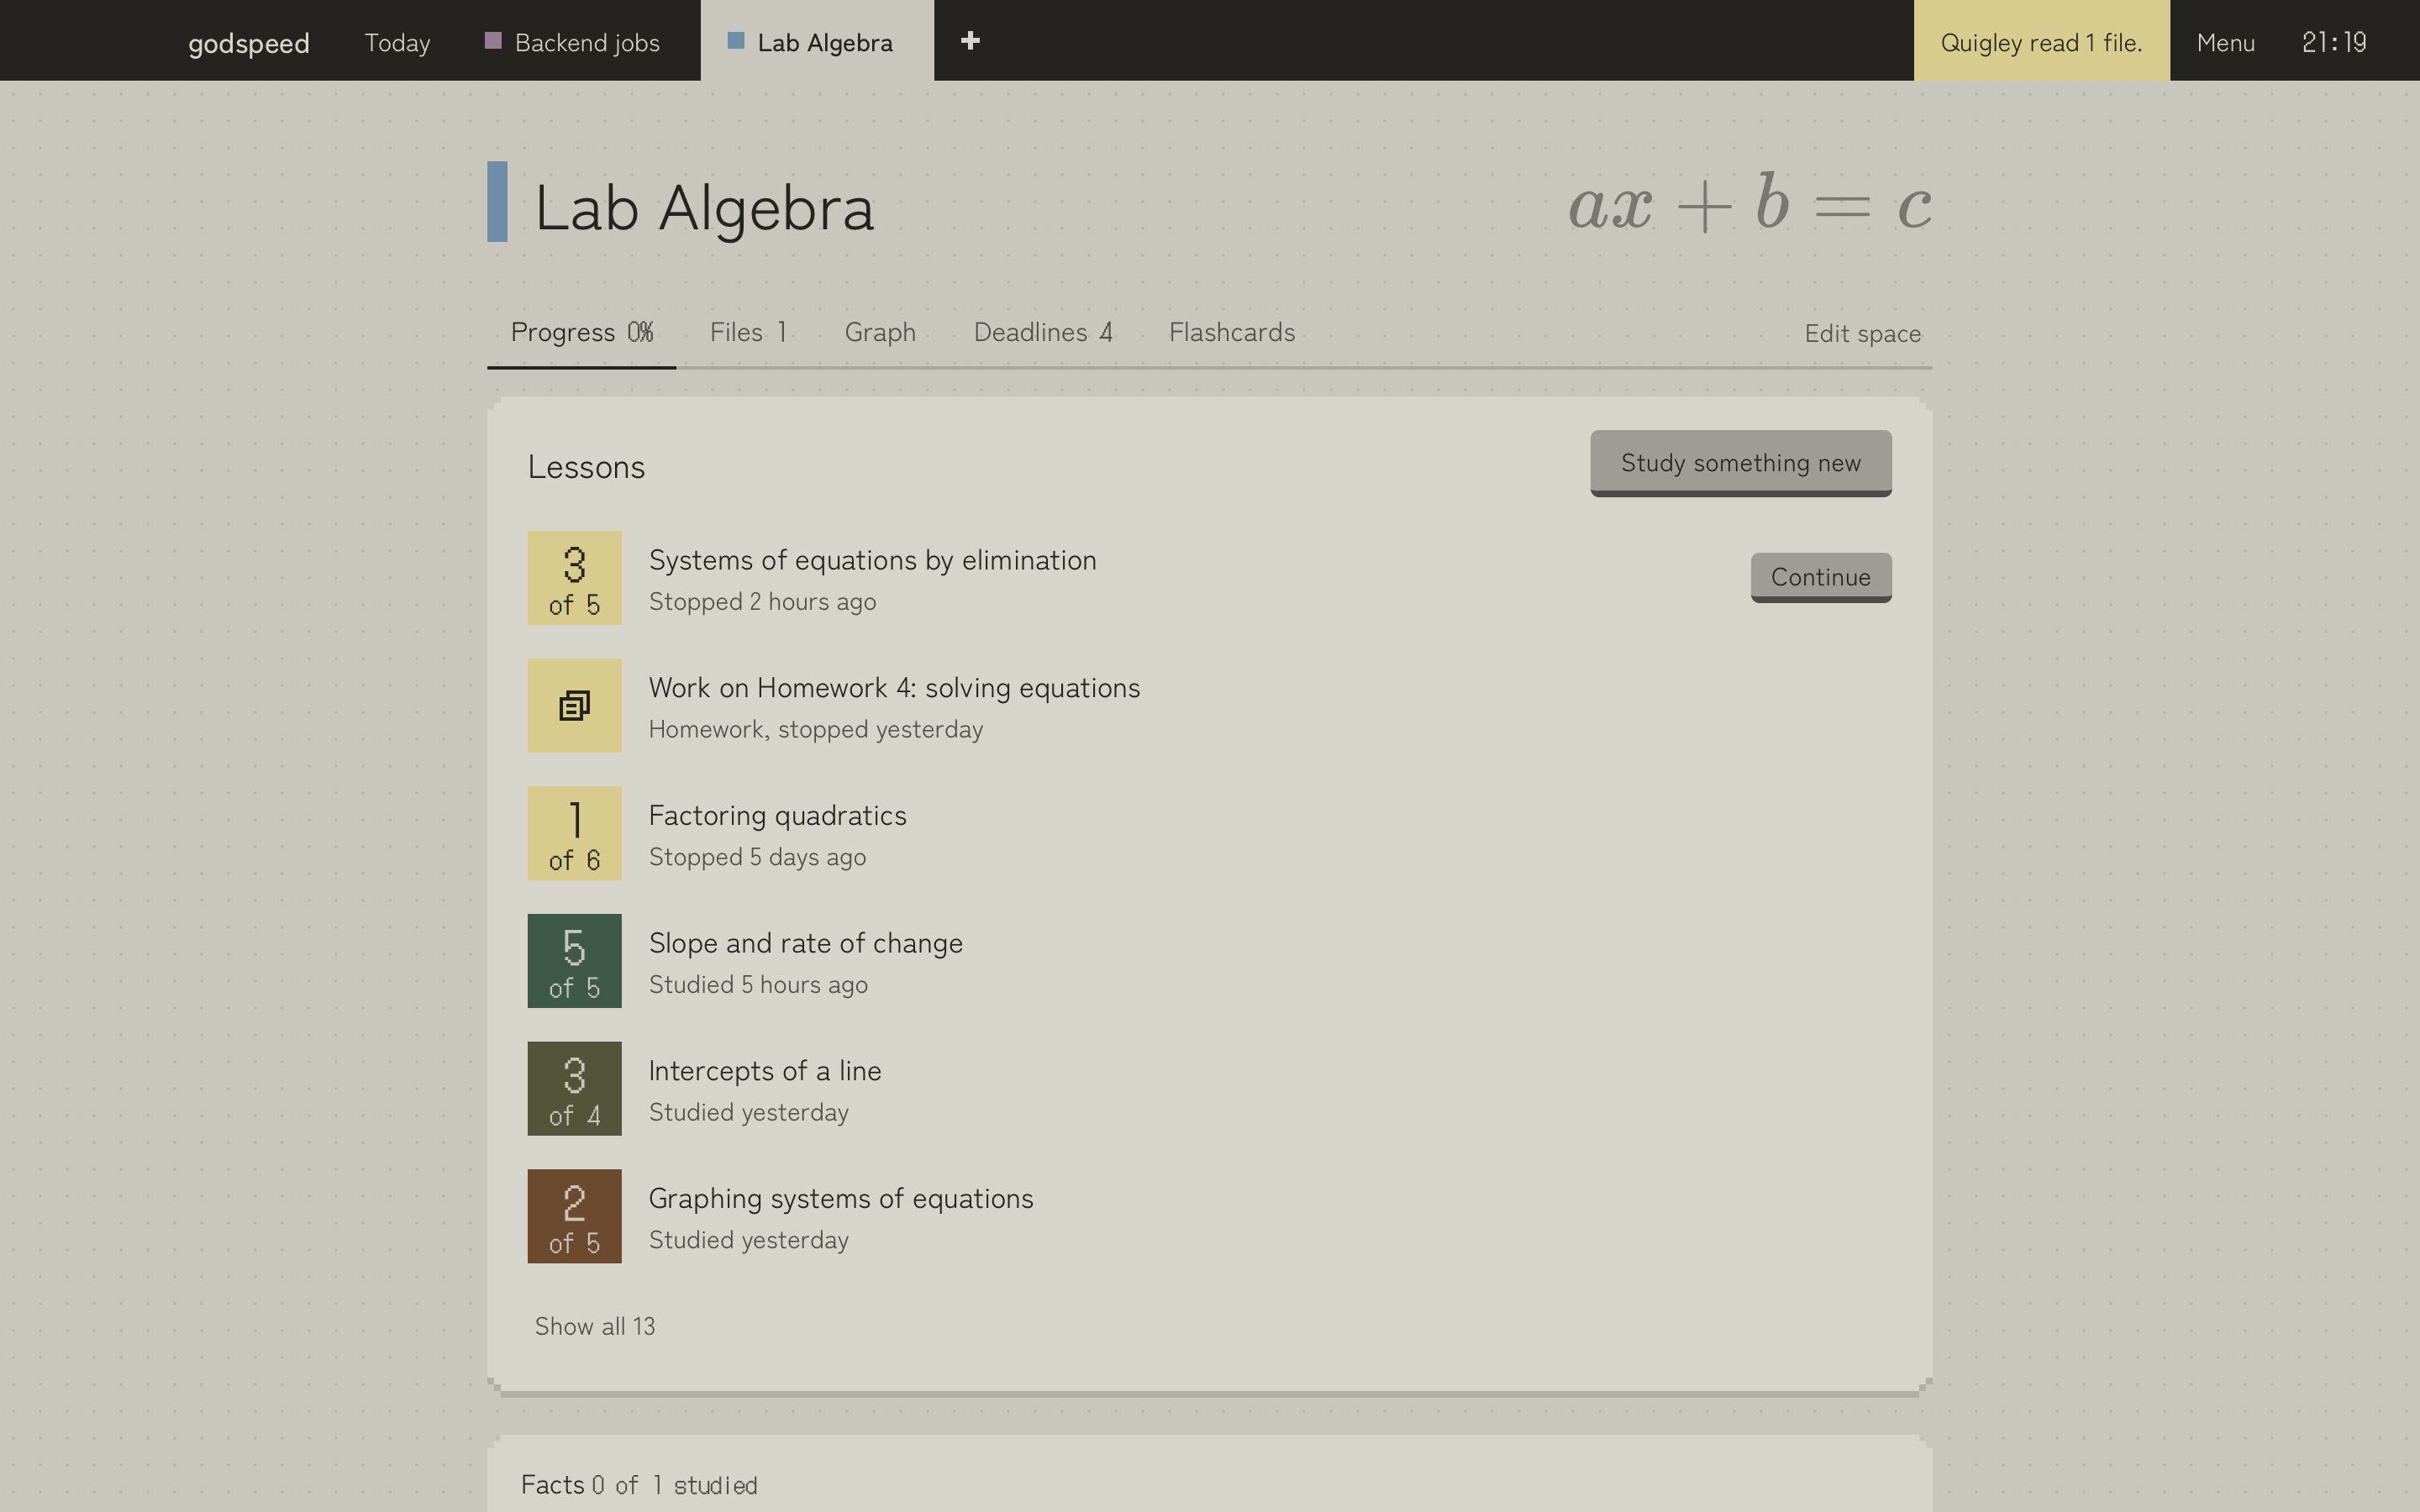 godspeed Today Backend jobs Lab Algebra Quigley read 1 file. Menu 21:19
Lab Algebra
ax + b = c
Progress 0% Files 1 Graph Deadlines 4 Flashcards Edit space
Lessons
Study something new
3 of 5
Systems of equations by elimination
Stopped 2 hours ago
Continue
Work on Homework 4: solving equations
Homework, stopped yesterday
1 of 6
Factoring quadratics
Stopped 5 days ago
5 of 5
Slope and rate of change
Studied 5 hours ago
3 of 4
Intercepts of a line
Studied yesterday
2 of 5
Graphing systems of equations
Studied yesterday
Show all 13
Facts 0 of 1 studied